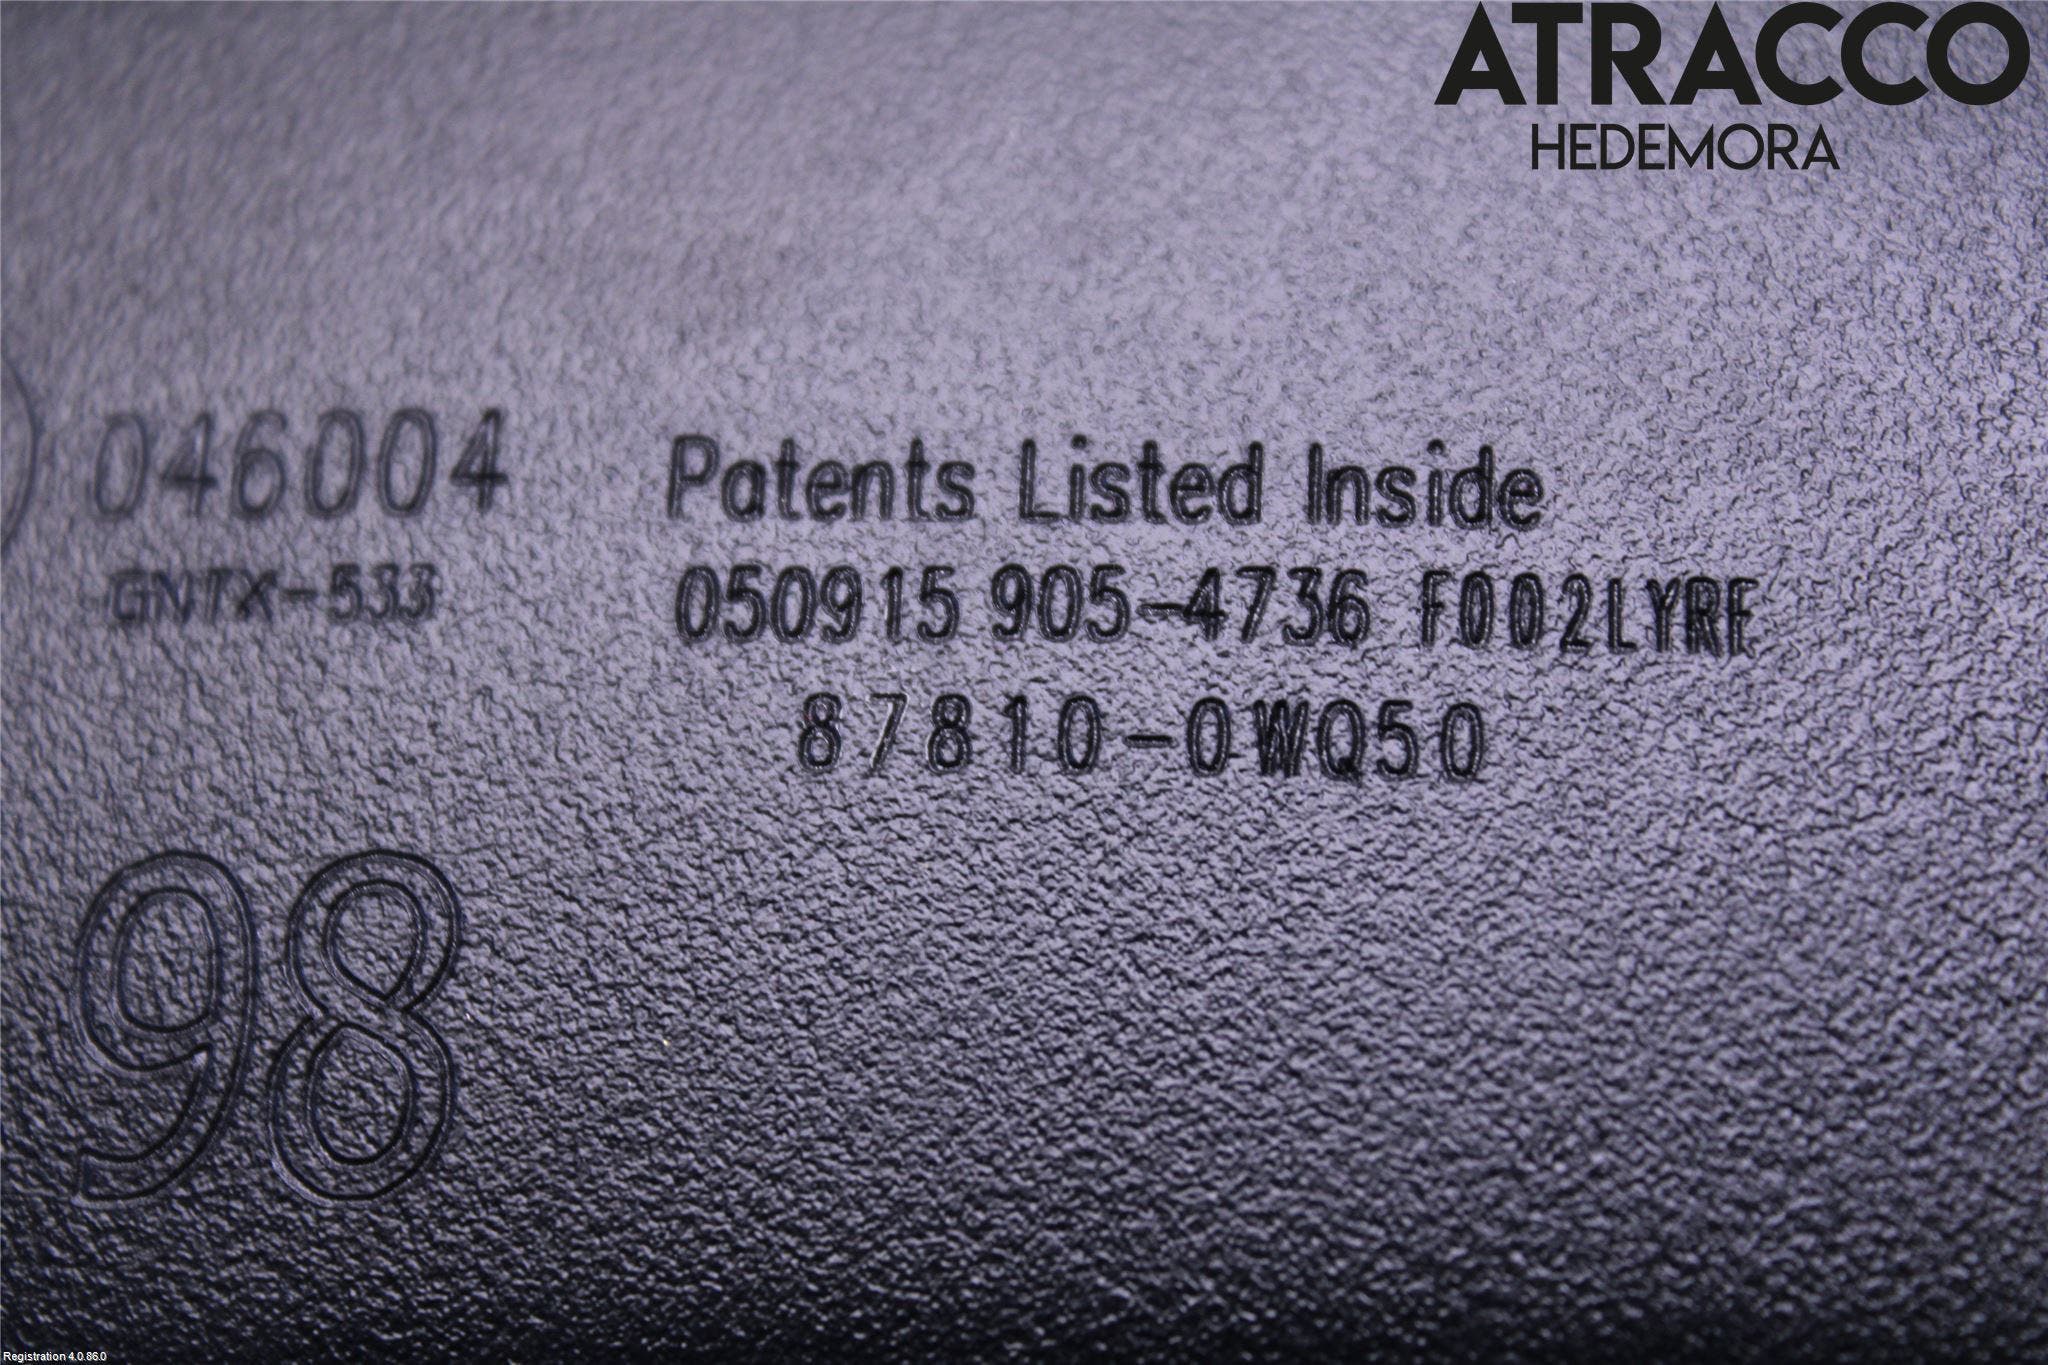 ATRACCO
HEDEMORA
046004
Patents Listed Inside
GNTX-533
050915 905-4736 F002LYRF
87810-0WQ50
98
Registration 4.0.86.0